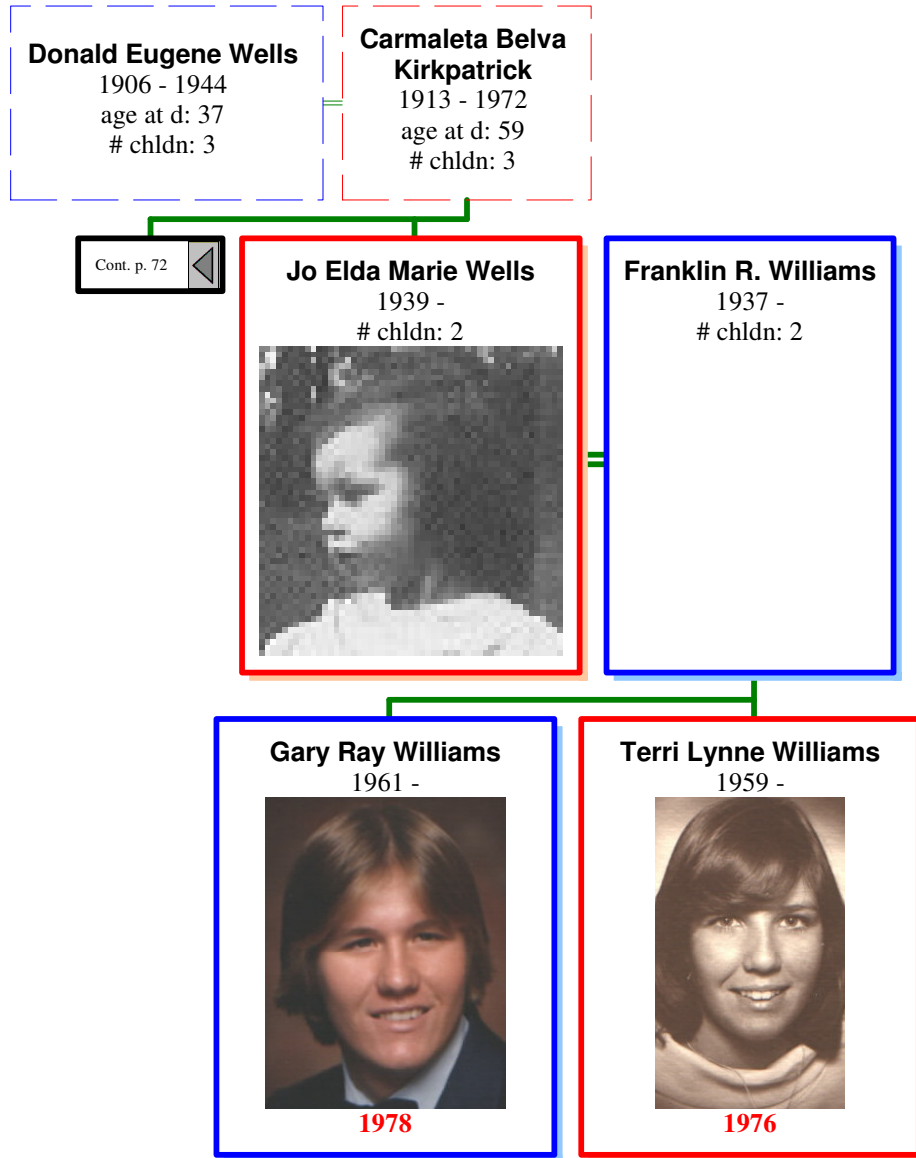 Donald Eugene Wells
1906 - 1944
age at d: 37
# chldn: 3
Carmaleta Belva
Kirkpatrick
1913 - 1972
age at d: 59
# chldn: 3
Cont. p. 72
Jo Elda Marie Wells
1939 -
# chldn: 2
Franklin R. Williams
1937 -
# chldn: 2
Gary Ray Williams
1961 -
1978
Terri Lynne Williams
1959 -
1976